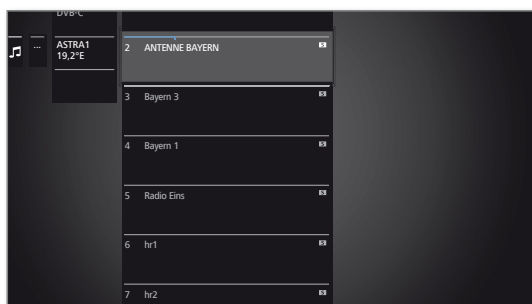 DVB-C
...
ASTRA1
19,2°E
2 ANTENNE BAYERN S
3 Bayern 3 S
4 Bayern 1 S
5 Radio Eins S
6 hr1 S
7 hr2 S